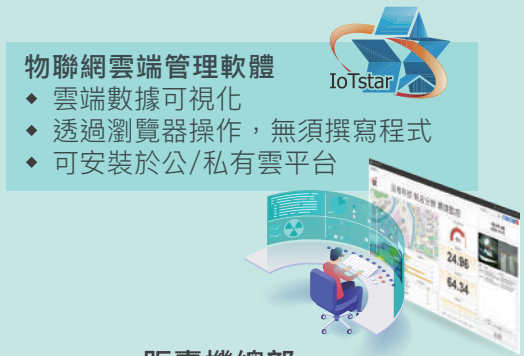 IoTstar
物聯網雲端管理軟體
◆ 雲端數據可視化
◆ 透過瀏覽器操作，無須撰寫程式
◆ 可安裝於公/私有雲平台
24.96
64.34